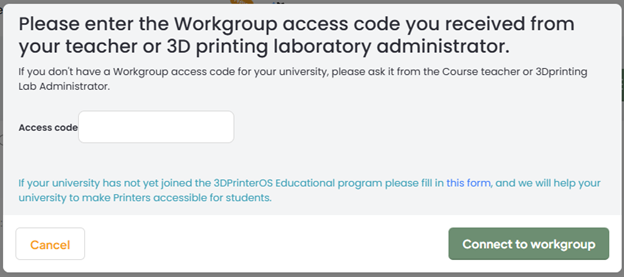 Please enter the Workgroup access code you received from
your teacher or 3D printing laboratory administrator.
If you don't have a Workgroup access code for your university, please ask it from the Course teacher or 3Dprinting
Lab Administrator.
Access code
If your university has not yet joined the 3DPrinterOS Educational program please fill in this form, and we will help your
university to make Printers accessible for students.
Cancel
Connect to workgroup